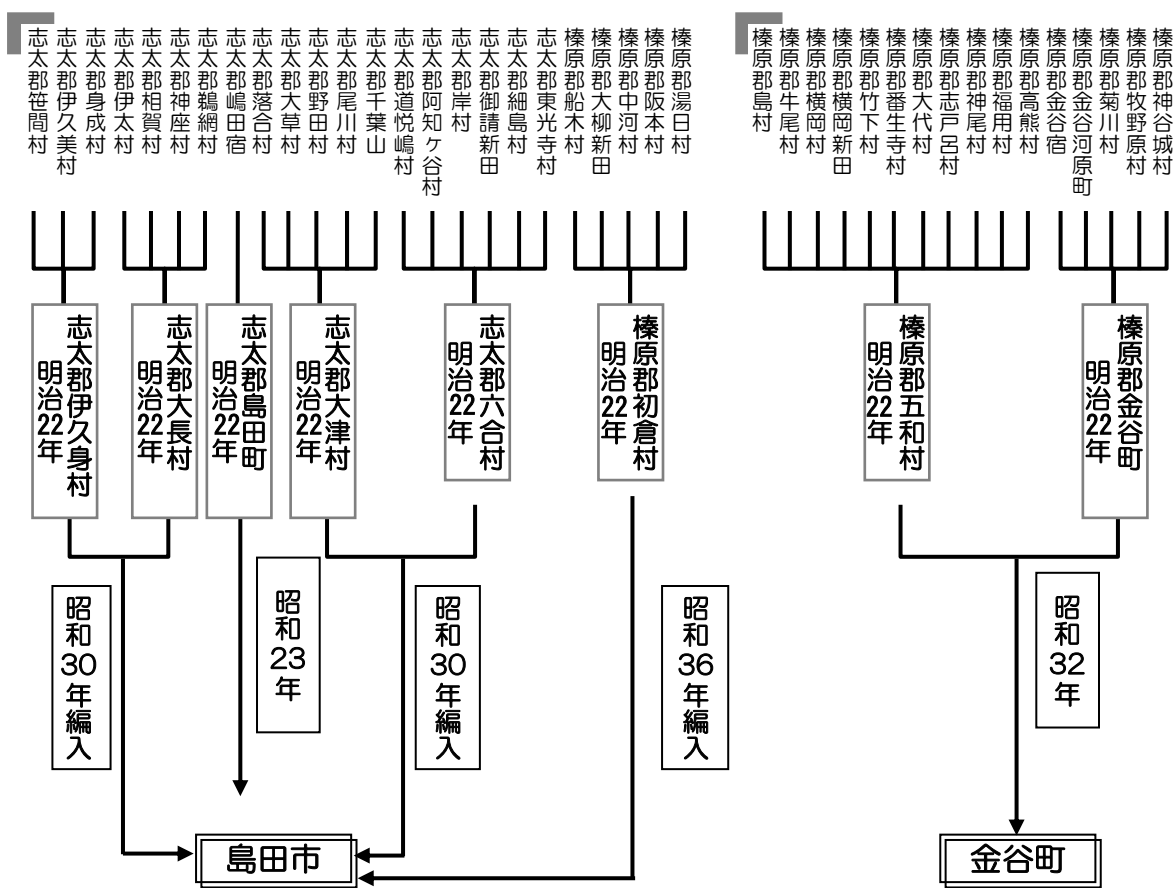 志太郡笹間村
志太郡伊久美村
志太郡身成村
志太郡伊太村
志太郡相賀村
志太郡神座村
志太郡鵜網村
志太郡嶋田宿
志太郡落合村
志太郡大草村
志太郡野田村
志太郡尾川村
志太郡千葉山
志太郡道悦嶋村
志太郡阿知ヶ谷村
志太郡岸村
志太郡御請新田
志太郡細島村
志太郡東光寺村
榛原郡船木村
榛原郡大柳新田
榛原郡中河村
榛原郡阪本村
榛原郡湯日村
榛原郡島村
榛原郡牛尾村
榛原郡横岡村
榛原郡横岡新田
榛原郡竹下村
榛原郡番生寺村
榛原郡大代村
榛原郡志戸呂村
榛原郡神尾村
榛原郡福用村
榛原郡高熊村
榛原郡金谷宿
榛原郡金谷河原町
榛原郡菊川村
榛原郡牧野原村
榛原郡神谷城村
志太郡伊久身村
明治22年
志太郡大長村
明治22年
志太郡島田町
明治22年
志太郡大津村
明治22年
志太郡六合村
明治22年
榛原郡初倉村
明治22年
榛原郡五和村
明治22年
榛原郡金谷町
明治22年
昭和30年編入
昭和23年
昭和30年編入
昭和36年編入
昭和32年
島田市
金谷町